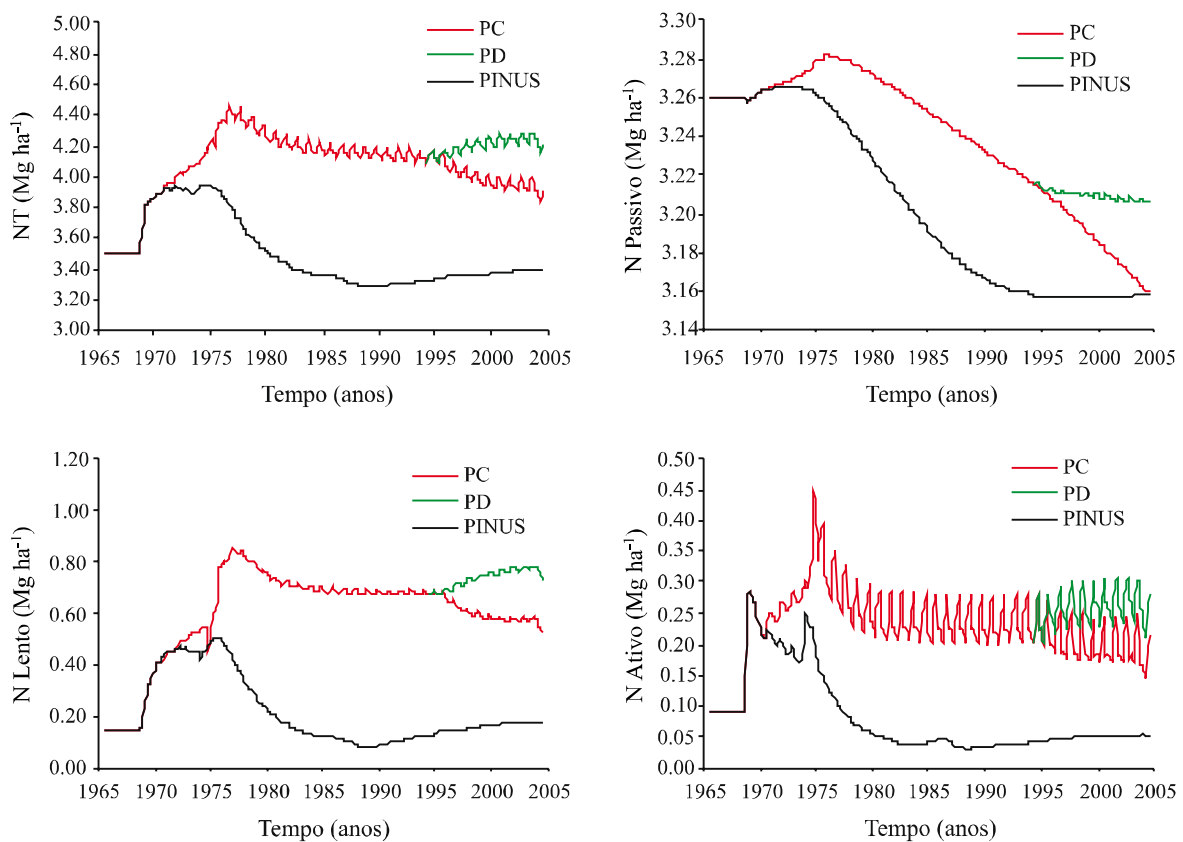 NT (Mg ha-1)
5.00
4.80
4.60
4.40
4.20
4.00
3.80
3.60
3.40
3.20
3.00
PC
PD
PINUS
1965 1970 1975 1980 1985 1990 1995 2000 2005
Tempo (anos)
N Passivo (Mg ha-1)
3.30
3.28
3.26
3.24
3.22
3.20
3.18
3.16
3.14
PC
PD
PINUS
1965 1970 1975 1980 1985 1990 1995 2000 2005
Tempo (anos)
N Lento (Mg ha-1)
1.20
1.0
0.80
0.60
0.40
0.20
0.00
PC
PD
PINUS
1965 1970 1975 1980 1985 1990 1995 2000 2005
Tempo (anos)
N Ativo (Mg ha-1)
0.50
0.45
0.40
0.35
0.30
0.25
0.20
0.15
0.10
0.05
0.00
PC
PD
PINUS
1965 1970 1975 1980 1985 1990 1995 2000 2005
Tempo (anos)